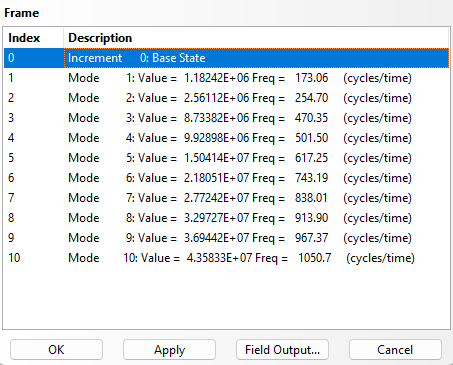 Frame
Index Description
0 Increment 0: Base State
1 Mode 1: Value = 1.18242E+06 Freq = 173.06 (cycles/time)
2 Mode 2: Value = 2.56112E+06 Freq = 254.70 (cycles/time)
3 Mode 3: Value = 8.73382E+06 Freq = 470.35 (cycles/time)
4 Mode 4: Value = 9.92898E+06 Freq = 501.50 (cycles/time)
5 Mode 5: Value = 1.50414E+07 Freq = 617.25 (cycles/time)
6 Mode 6: Value = 2.18051E+07 Freq = 743.19 (cycles/time)
7 Mode 7: Value = 2.77242E+07 Freq = 838.01 (cycles/time)
8 Mode 8: Value = 3.29727E+07 Freq = 913.90 (cycles/time)
9 Mode 9: Value = 3.69442E+07 Freq = 967.37 (cycles/time)
10 Mode 10: Value = 4.35833E+07 Freq = 1050.7 (cycles/time)
OK Apply Field Output... Cancel